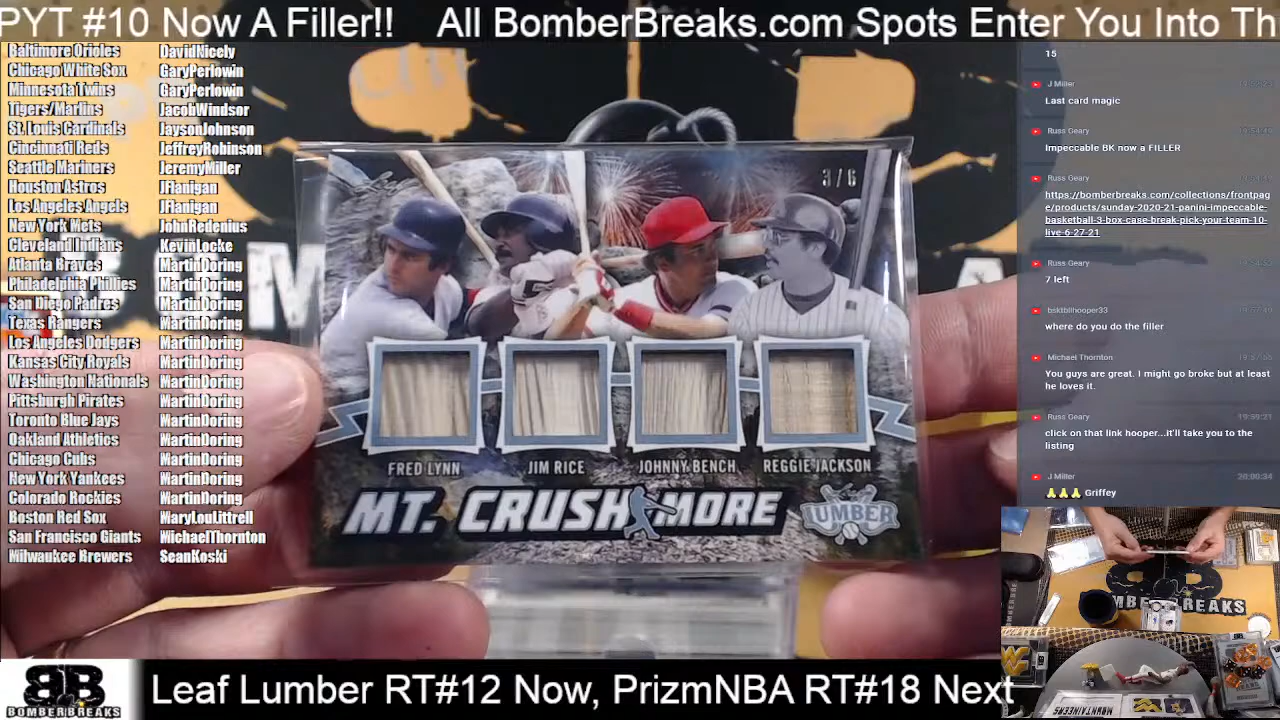 PYT #10 Now A Filler!! All BomberBreaks.com Spots Enter You Into Th
Baltimore Orioles DavidNicely
Chicago White Sox GaryPerlowin
Minnesota Twins GaryPerlowin
Tigers/Marlins JacobWindsor
St. Louis Cardinals JaysonJohnson
Cincinnati Reds JeffreyRobinson
Seattle Mariners JeremyMiller
Houston Astros JFlanigan
Los Angeles Angels JFlanigan
New York Mets JohnRedenius
Cleveland Indians KevinLocke
Atlanta Braves MartinDoring
Philadelphia Phillies MartinDoring
San Diego Padres MartinDoring
Texas Rangers MartinDoring
Los Angeles Dodgers MartinDoring
Kansas City Royals MartinDoring
Washington Nationals MartinDoring
Pittsburgh Pirates MartinDoring
Toronto Blue Jays MartinDoring
Oakland Athletics MartinDoring
Chicago Cubs MartinDoring
New York Yankees MartinDoring
Colorado Rockies MartinDoring
Boston Red Sox WaryLouLittrell
San Francisco Giants MichaelThornton
Milwaukee Brewers SeanKoski
3/6
FRED LYNN
JIM RICE
JOHNNY BENCH
REGGIE JACKSON
MT. CRUSHMORE
LUMBER
15
J Miller
Last card magic
Russ Geary
Impeccable BK now a FILLER
Russ Geary
https://bomberbreaks.com/collections/frontpag
e/products/sunday-2020-21-panini-impeccable-
basketball-3-box-case-break-pick-your-team-10-
live-6-27-21
Russ Geary
7 left
bsktbllhooper33
where do you do the filler
Michael Thornton
You guys are great. I might go broke but at least
he loves it.
Russ Geary 19:59:21
click on that link hooper...it'll take you to the
listing
J Miller 20:00:34
🙏🙏🙏 Griffey
MBERBREAKS
MOUNTAINEERS
BB
BOMBERBREAKS
Leaf Lumber RT#12 Now, PrizmNBA RT#18 Next